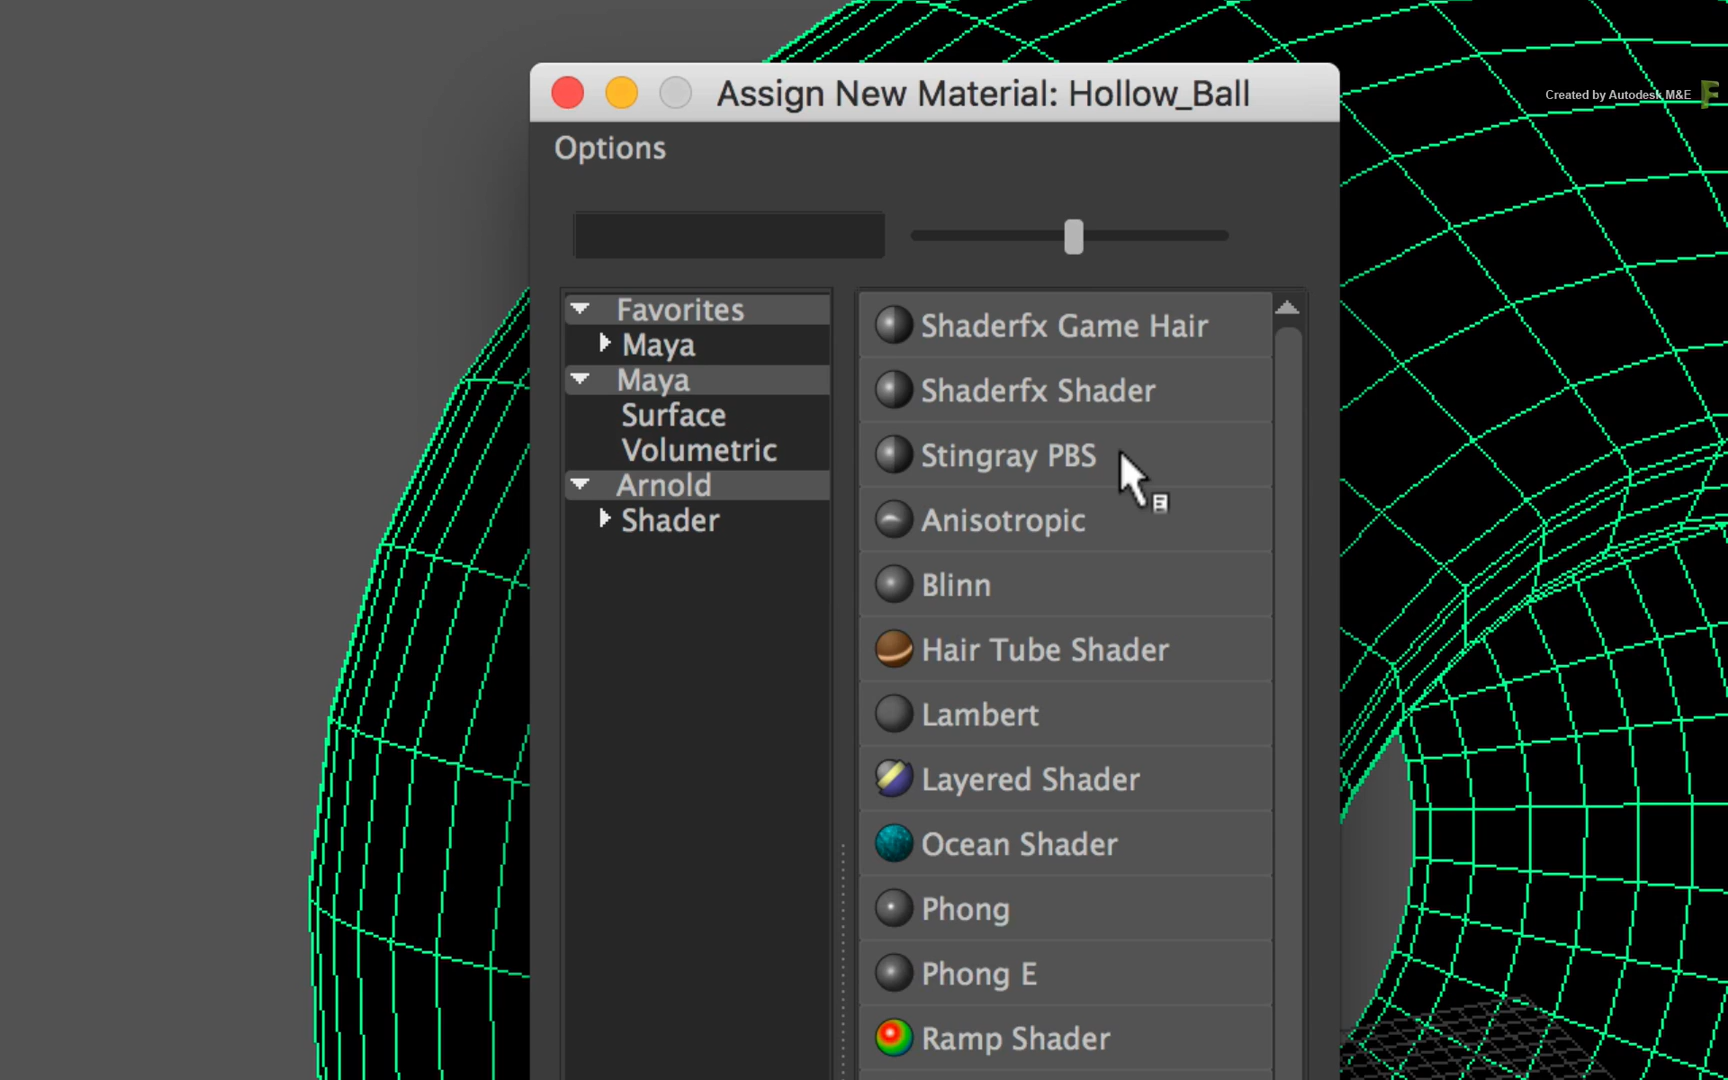 Assign New Material: Hollow_Ball
Created by Autodesk M&E
Options
Favorites
Maya
Maya
Surface
Volumetric
Arnold
Shader
Shaderfx Game Hair
Shaderfx Shader
Stingray PBS
Anisotropic
Blinn
Hair Tube Shader
Lambert
Layered Shader
Ocean Shader
Phong
Phong E
Ramp Shader